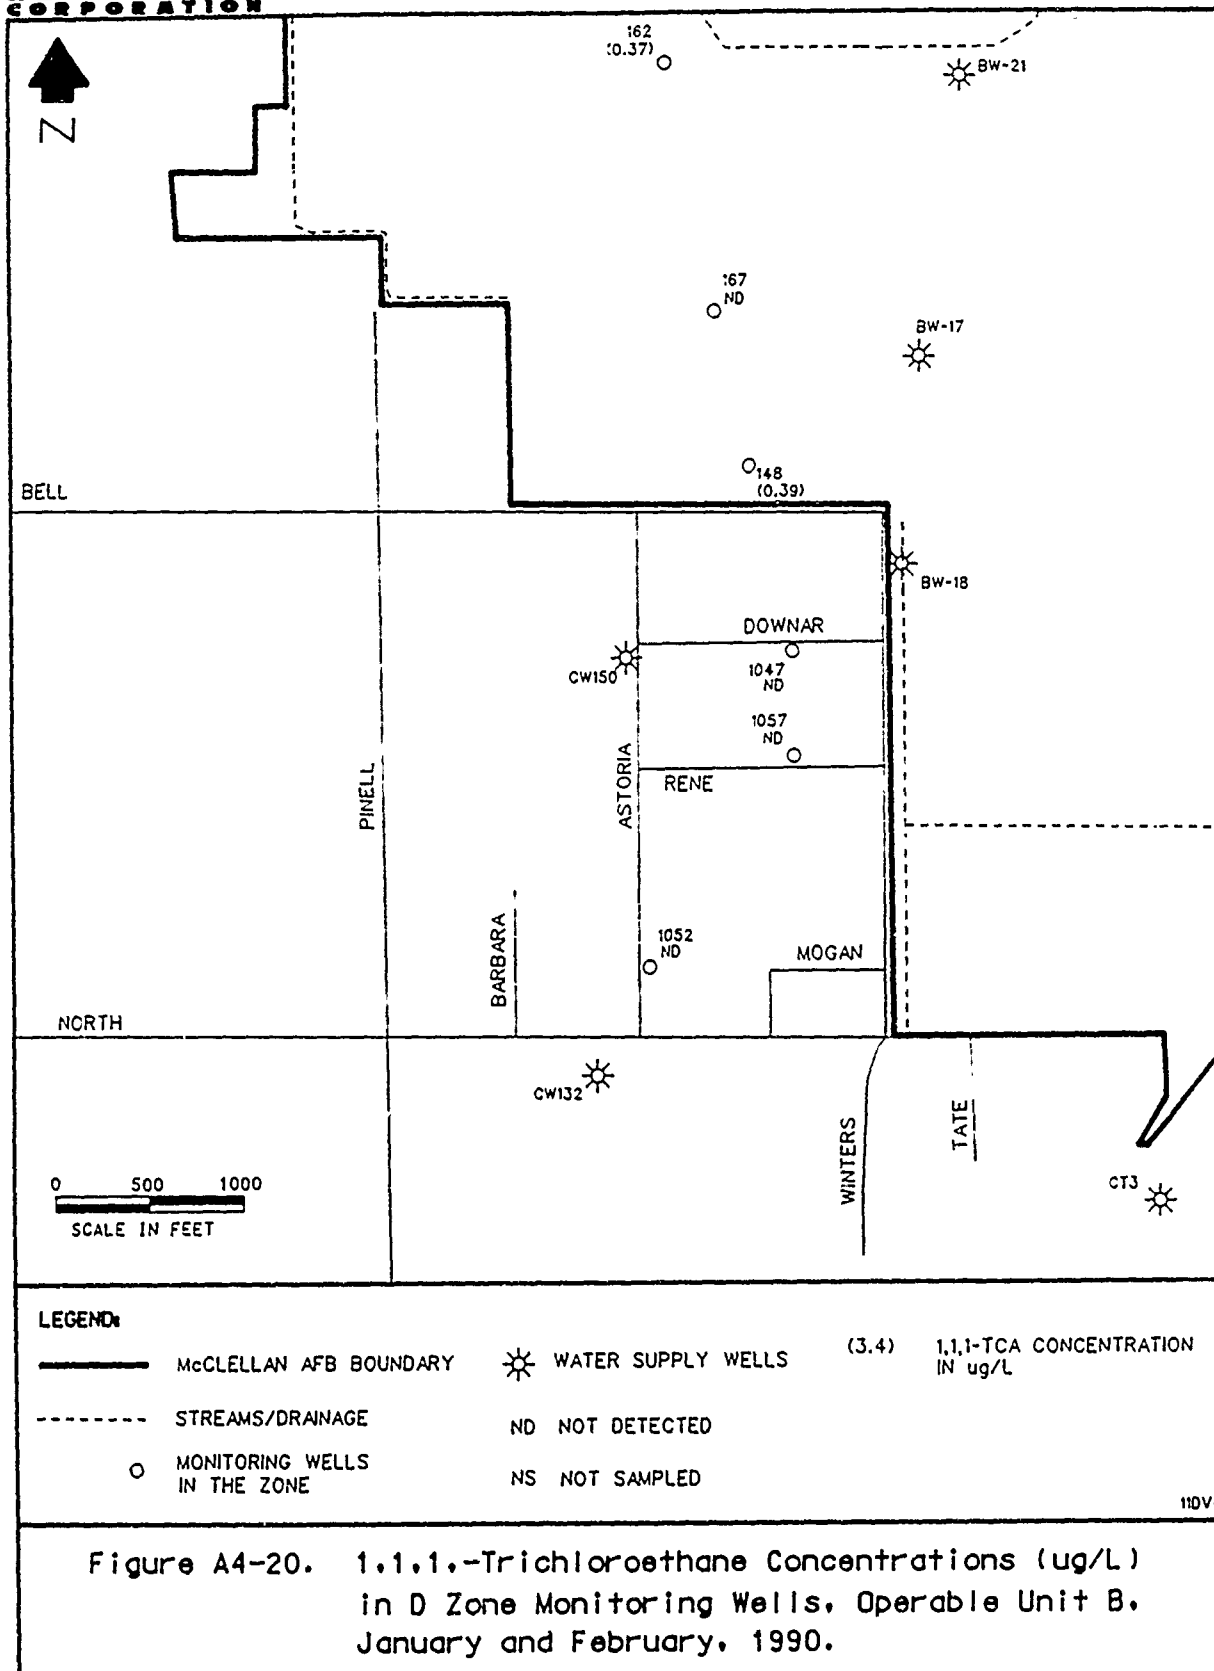 CORPORATION
N
162
(0.37)
BW-21
167
ND
BW-17
148
(0.39)
BELL
BW-18
DOWNAR
CW150
1047
ND
1057
ND
RENE
PINELL
ASTORIA
BARBARA
1052
ND
MOGAN
NORTH
CW132
WINTERS
TATE
CT3
0 500 1000
SCALE IN FEET
LEGEND:
McCLELLAN AFB BOUNDARY
WATER SUPPLY WELLS
(3.4) 1,1,1-TCA CONCENTRATION
IN ug/L
STREAMS/DRAINAGE
ND NOT DETECTED
MONITORING WELLS
IN THE ZONE
NS NOT SAMPLED
Figure A4-20. 1,1,1,-Trichloroethane Concentrations (ug/L)
in D Zone Monitoring Wells, Operable Unit B,
January and February, 1990.